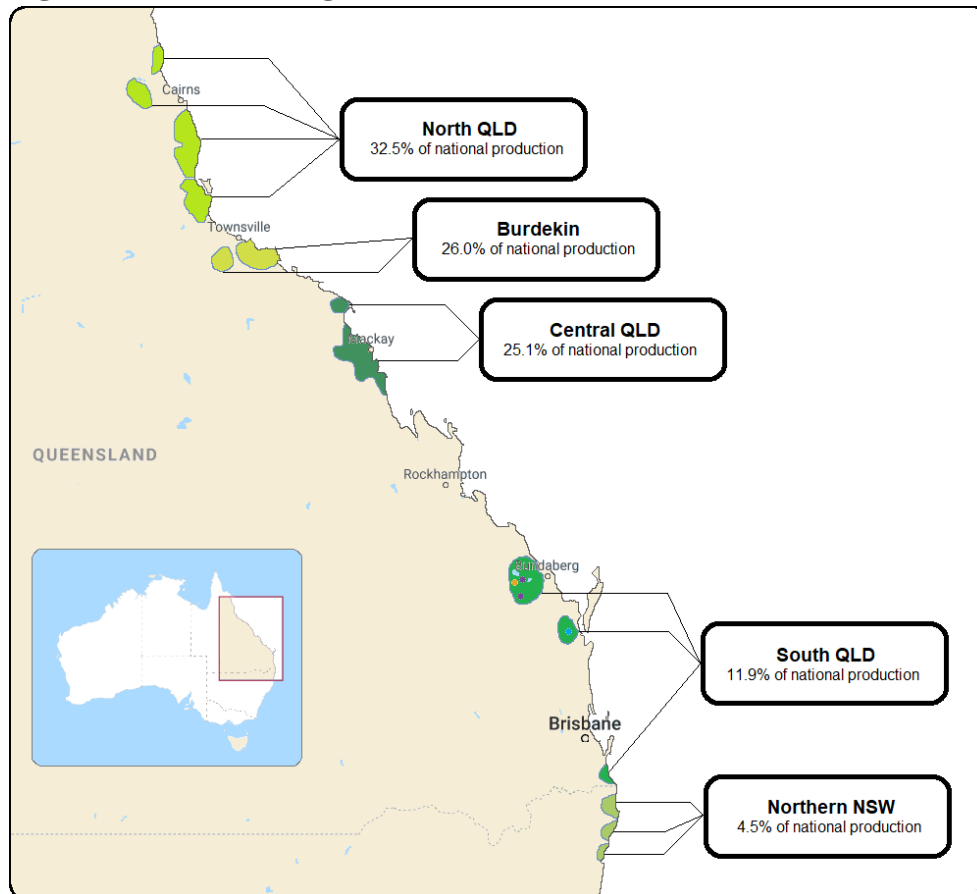 Cairns
North QLD
32.5% of national production
Townsville
Burdekin
26.0% of national production
Central QLD
25.1% of national production
QUEENSLAND
Rockhampton
South QLD
11.9% of national production
Brisbane
Northern NSW
4.5% of national production